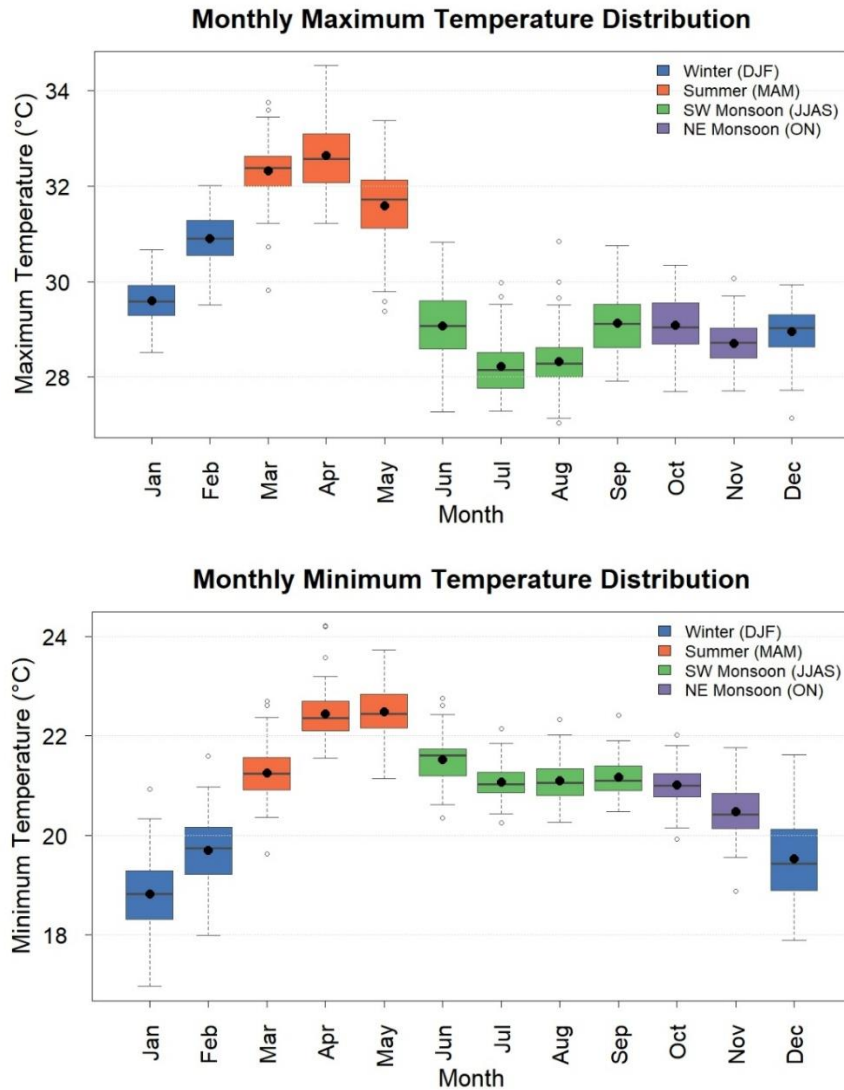 Monthly Maximum Temperature Distribution
Winter (DJF)
Summer (MAM)
SW Monsoon (JJAS)
NE Monsoon (ON)
Maximum Temperature (°C)
34
32
30
28
Jan Feb Mar Apr May Jun Jul Aug Sep Oct Nov Dec
Month
Monthly Minimum Temperature Distribution
Winter (DJF)
Summer (MAM)
SW Monsoon (JJAS)
NE Monsoon (ON)
Minimum Temperature (°C)
24
22
20
18
Jan Feb Mar Apr May Jun Jul Aug Sep Oct Nov Dec
Month